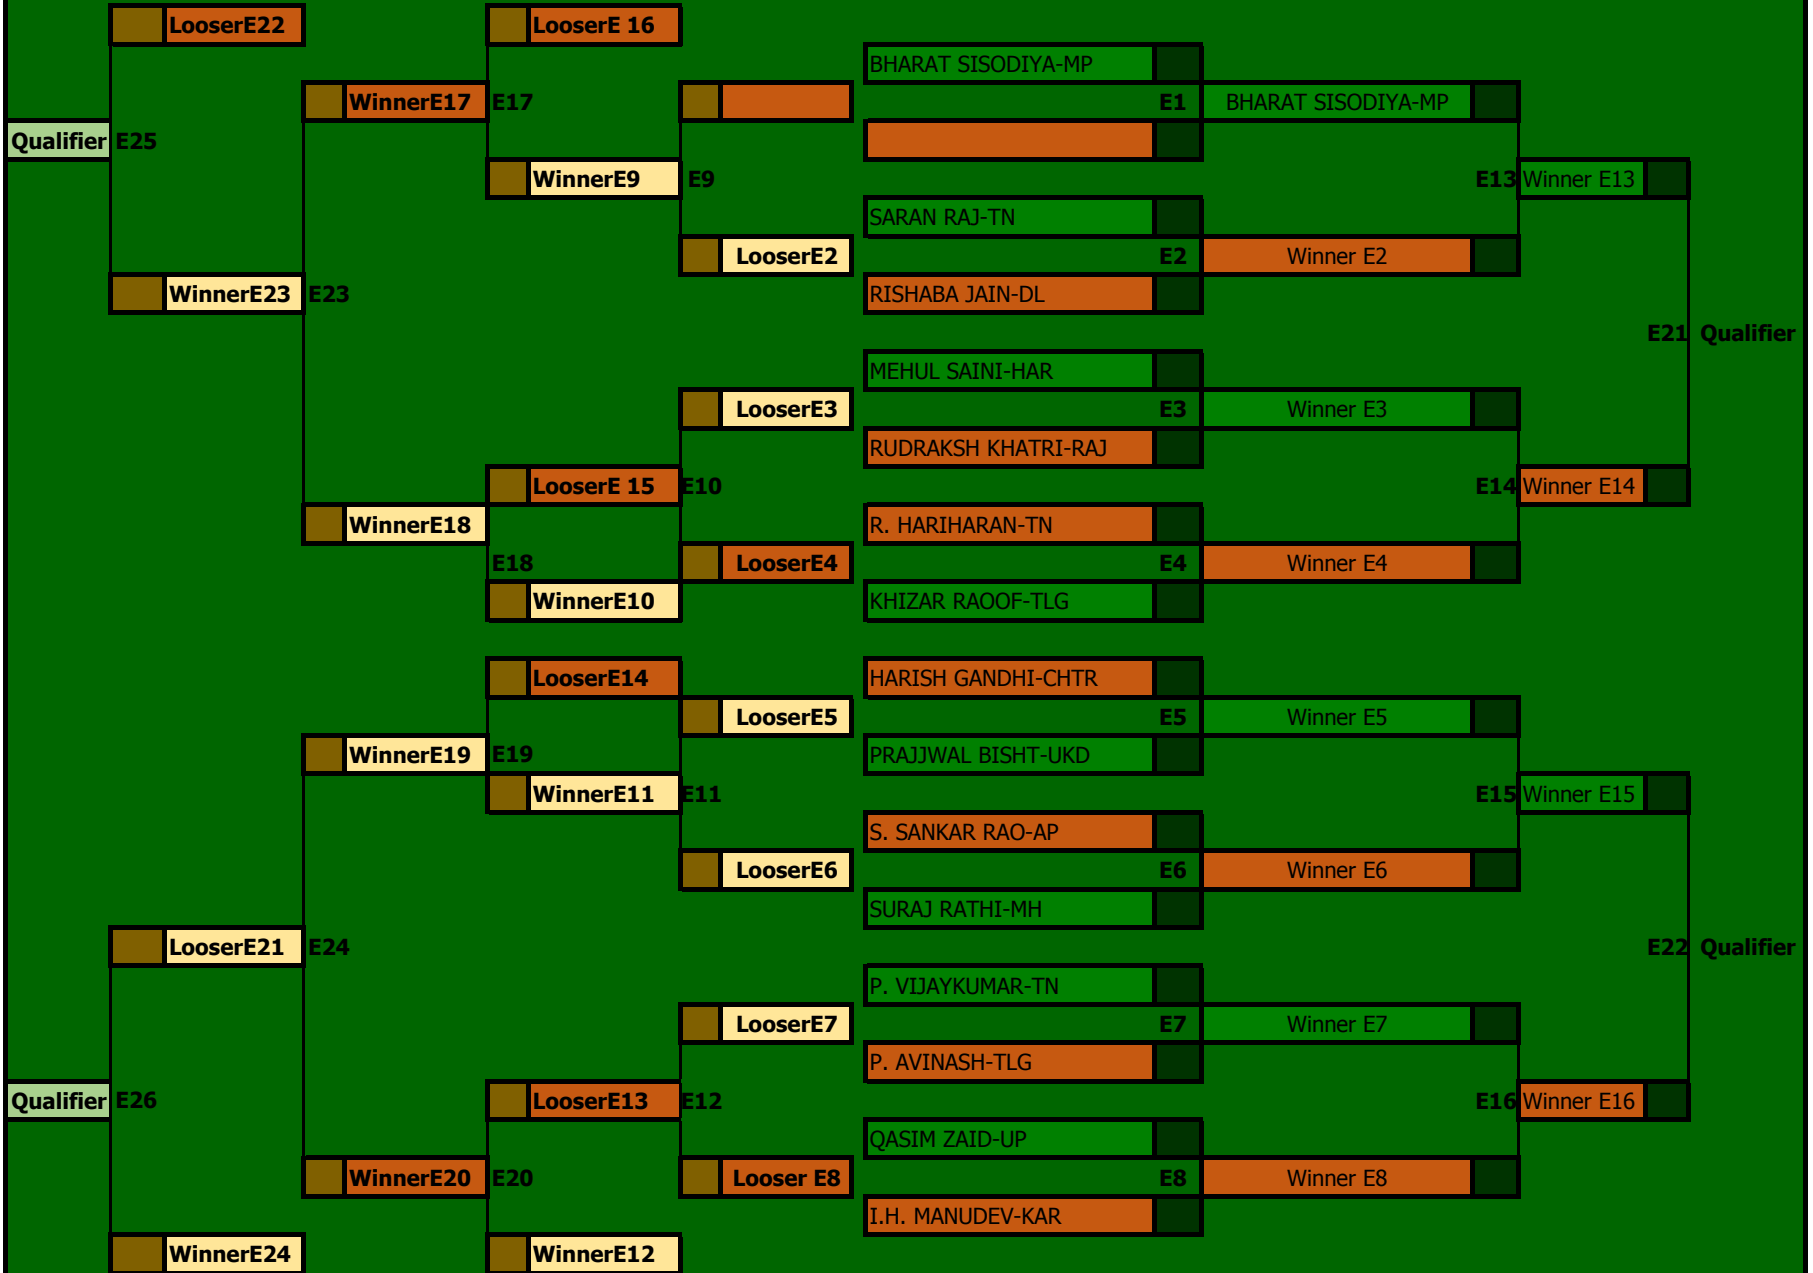 LooserE22 LooserE 16
BHARAT SISODIYA-MP
WinnerE17 E17 E1 BHARAT SISODIYA-MP
Qualifier E25
WinnerE9 E9 E13 Winner E13
SARAN RAJ-TN
LooserE2 E2 Winner E2
WinnerE23 E23 RISHABA JAIN-DL
E21 Qualifier
MEHUL SAINI-HAR
LooserE3 E3 Winner E3
RUDRAKSH KHATRI-RAJ
LooserE 15 E10 E14 Winner E14
WinnerE18 R. HARIHARAN-TN
E18 LooserE4 E4 Winner E4
WinnerE10 KHIZAR RAOOF-TLG
LooserE14 HARISH GANDHI-CHTR
LooserE5 E5 Winner E5
WinnerE19 E19 PRAJJWAL BISHT-UKD
WinnerE11 E11 E15 Winner E15
S. SANKAR RAO-AP
LooserE6 E6 Winner E6
SURAJ RATHI-MH
LooserE21 E24 E22 Qualifier
P. VIJAYKUMAR-TN
LooserE7 E7 Winner E7
P. AVINASH-TLG
Qualifier E26 LooserE13 E12 E16 Winner E16
QASIM ZAID-UP
WinnerE20 E20 Looser E8 E8 Winner E8
I.H. MANUDEV-KAR
WinnerE24 WinnerE12